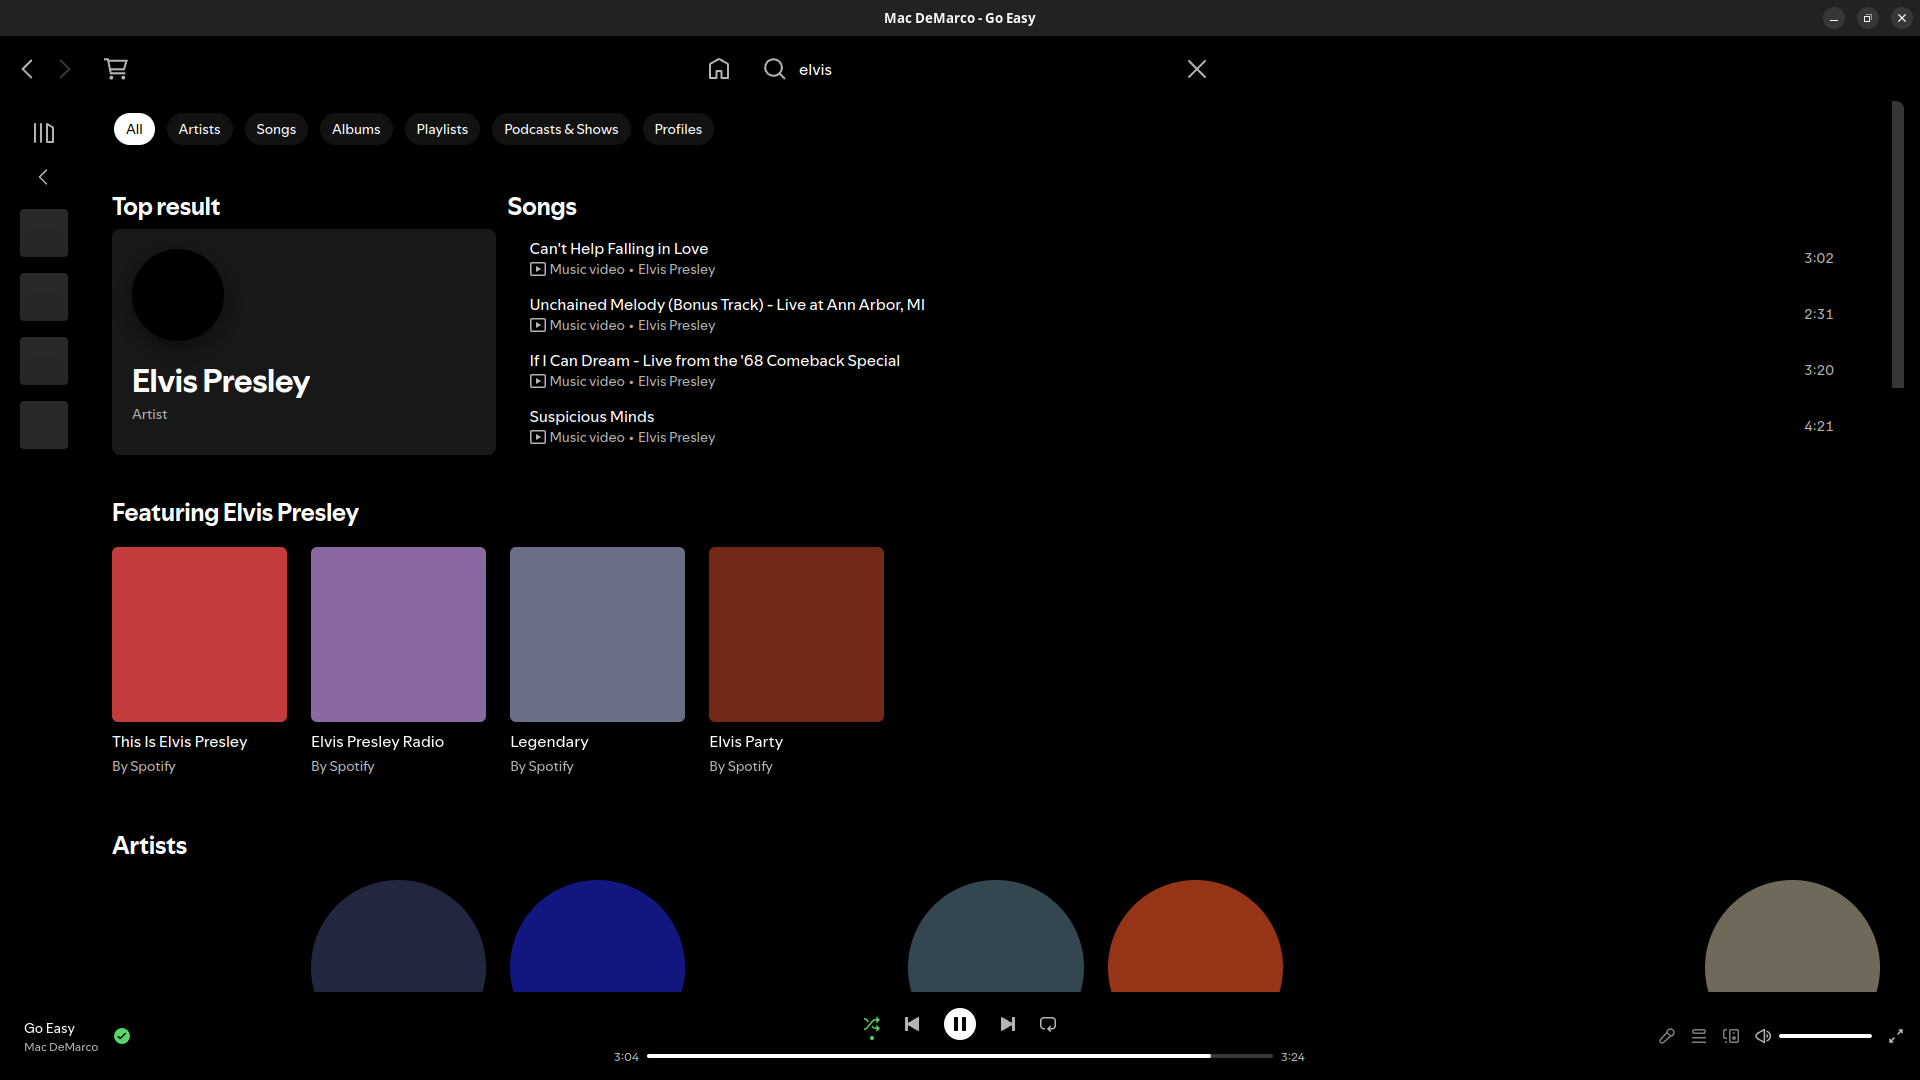 Mac DeMarco - Go Easy
elvis
All
Artists
Songs
Albums
Playlists
Podcasts & Shows
Profiles
Top result
Elvis Presley
Artist
Songs
Can't Help Falling in Love
Music video • Elvis Presley
3:02
Unchained Melody (Bonus Track) - Live at Ann Arbor, MI
Music video • Elvis Presley
2:31
If I Can Dream - Live from the '68 Comeback Special
Music video • Elvis Presley
3:20
Suspicious Minds
Music video • Elvis Presley
4:21
Featuring Elvis Presley
This Is Elvis Presley
By Spotify
Elvis Presley Radio
By Spotify
Legendary
By Spotify
Elvis Party
By Spotify
Artists
Go Easy
Mac DeMarco
3:04
3:24